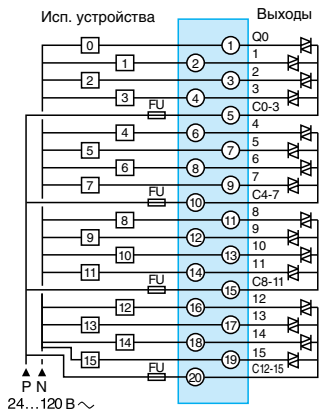 Исп. устройства Выходы
0 1 Q0
1 2 1
2 3 2
3 4 3
FU 5 C0-3
4 6 4
5 7 5
6 8 6
7 9 7
FU 10 C4-7
8 11 8
9 12 9
10 13 10
11 14 11
FU 15 C8-11
12 16 12
13 17 13
14 18 14
15 19 15
FU 20 C12-15
P N
24...120 В ~